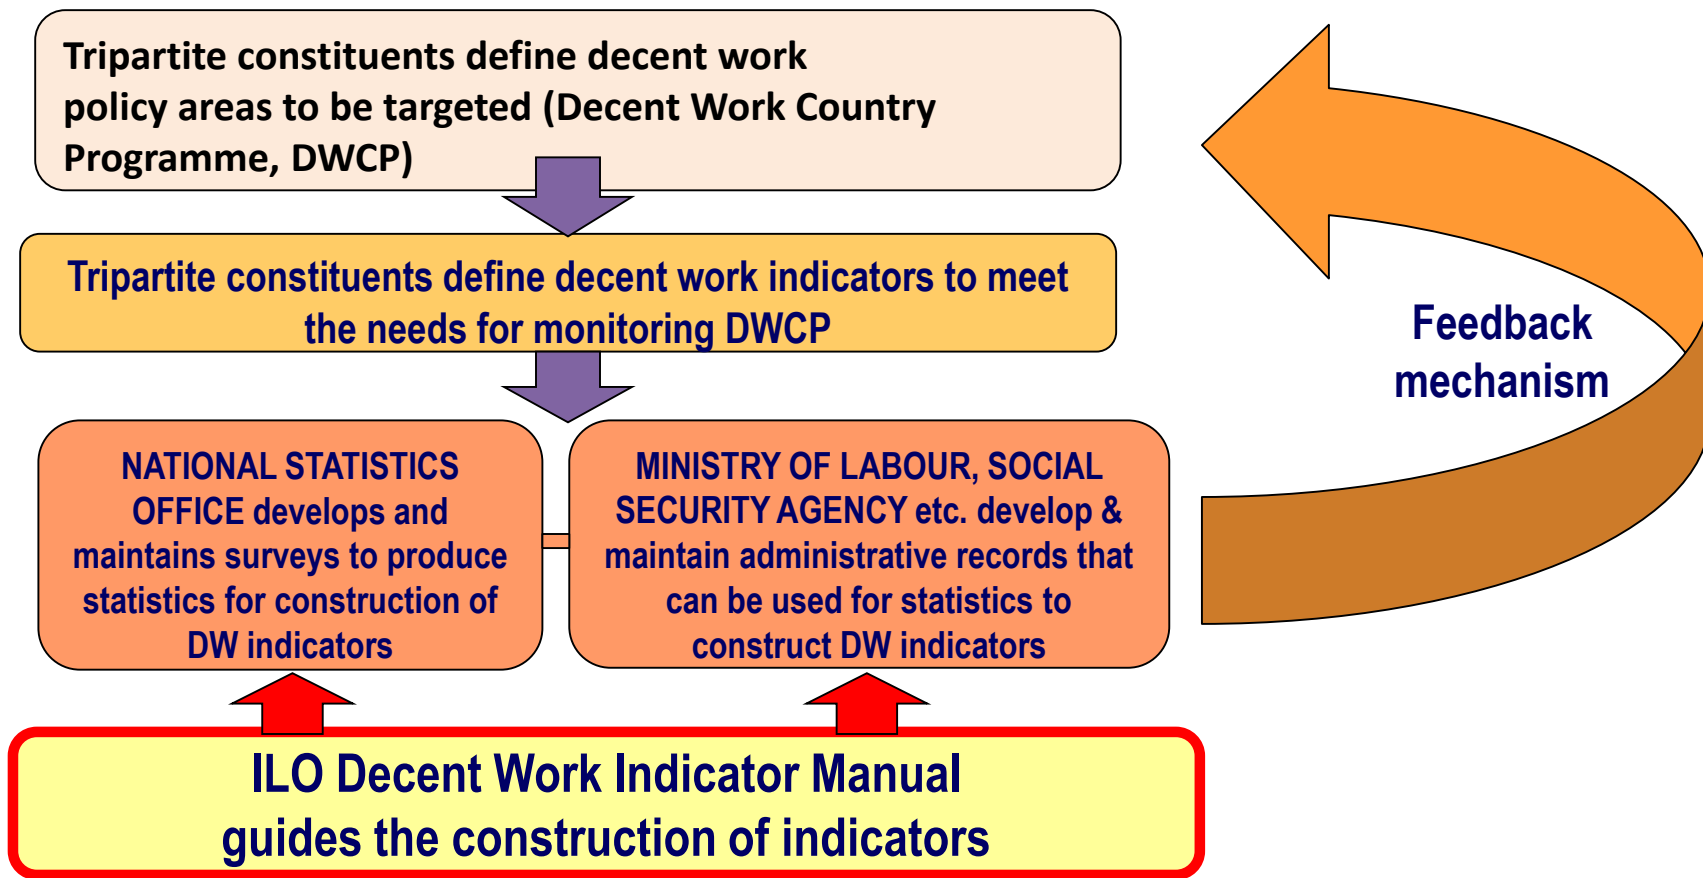 Tripartite constituents define decent work
policy areas to be targeted (Decent Work Country
Programme, DWCP)
Tripartite constituents define decent work indicators to meet
the needs for monitoring DWCP
Feedback
mechanism
NATIONAL STATISTICS
OFFICE develops and
maintains surveys to produce
statistics for construction of
DW indicators
MINISTRY OF LABOUR, SOCIAL
SECURITY AGENCY etc. develop &
maintain administrative records that
can be used for statistics to
construct DW indicators
ILO Decent Work Indicator Manual
guides the construction of indicators